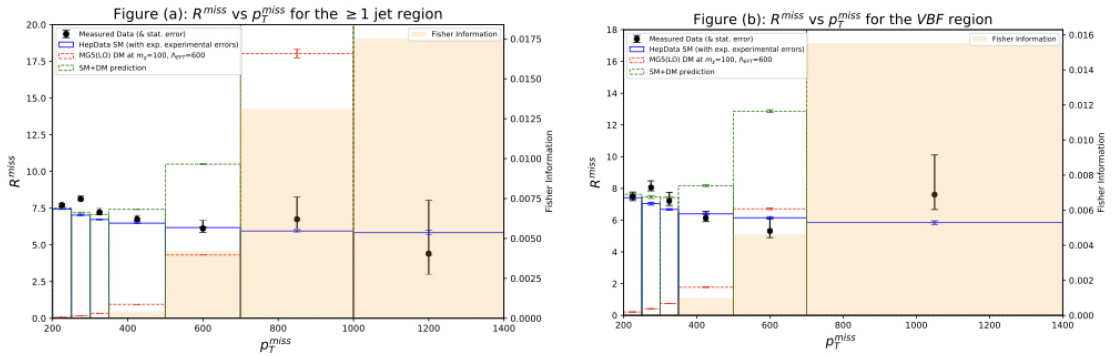 Figure (a): R^miss vs p_T^miss for the ≥ 1 jet region
Measured Data (& stat. error)
HepData SM (with exp. experimental errors)
MG5(LO) DM at m_χ=100, Λ_EFT=600
SM+DM prediction
Fisher Information
20.0
17.5
15.0
12.5
10.0
7.5
5.0
2.5
0.0
R^miss
0.0175
0.0150
0.0125
0.0100
0.0075
0.0050
0.0025
0.0000
Fisher Information
200 400 600 800 1000 1200 1400
p_T^miss
Figure (b): R^miss vs p_T^miss for the VBF region
Measured Data (& stat. error)
HepData SM (with exp. experimental errors)
MG5(LO) DM at m_χ=100, Λ_EFT=600
SM+DM prediction
Fisher Information
18
16
14
12
10
8
6
4
2
0
R^miss
0.016
0.014
0.012
0.010
0.008
0.006
0.004
0.002
0.000
Fisher Information
200 400 600 800 1000 1200 1400
p_T^miss